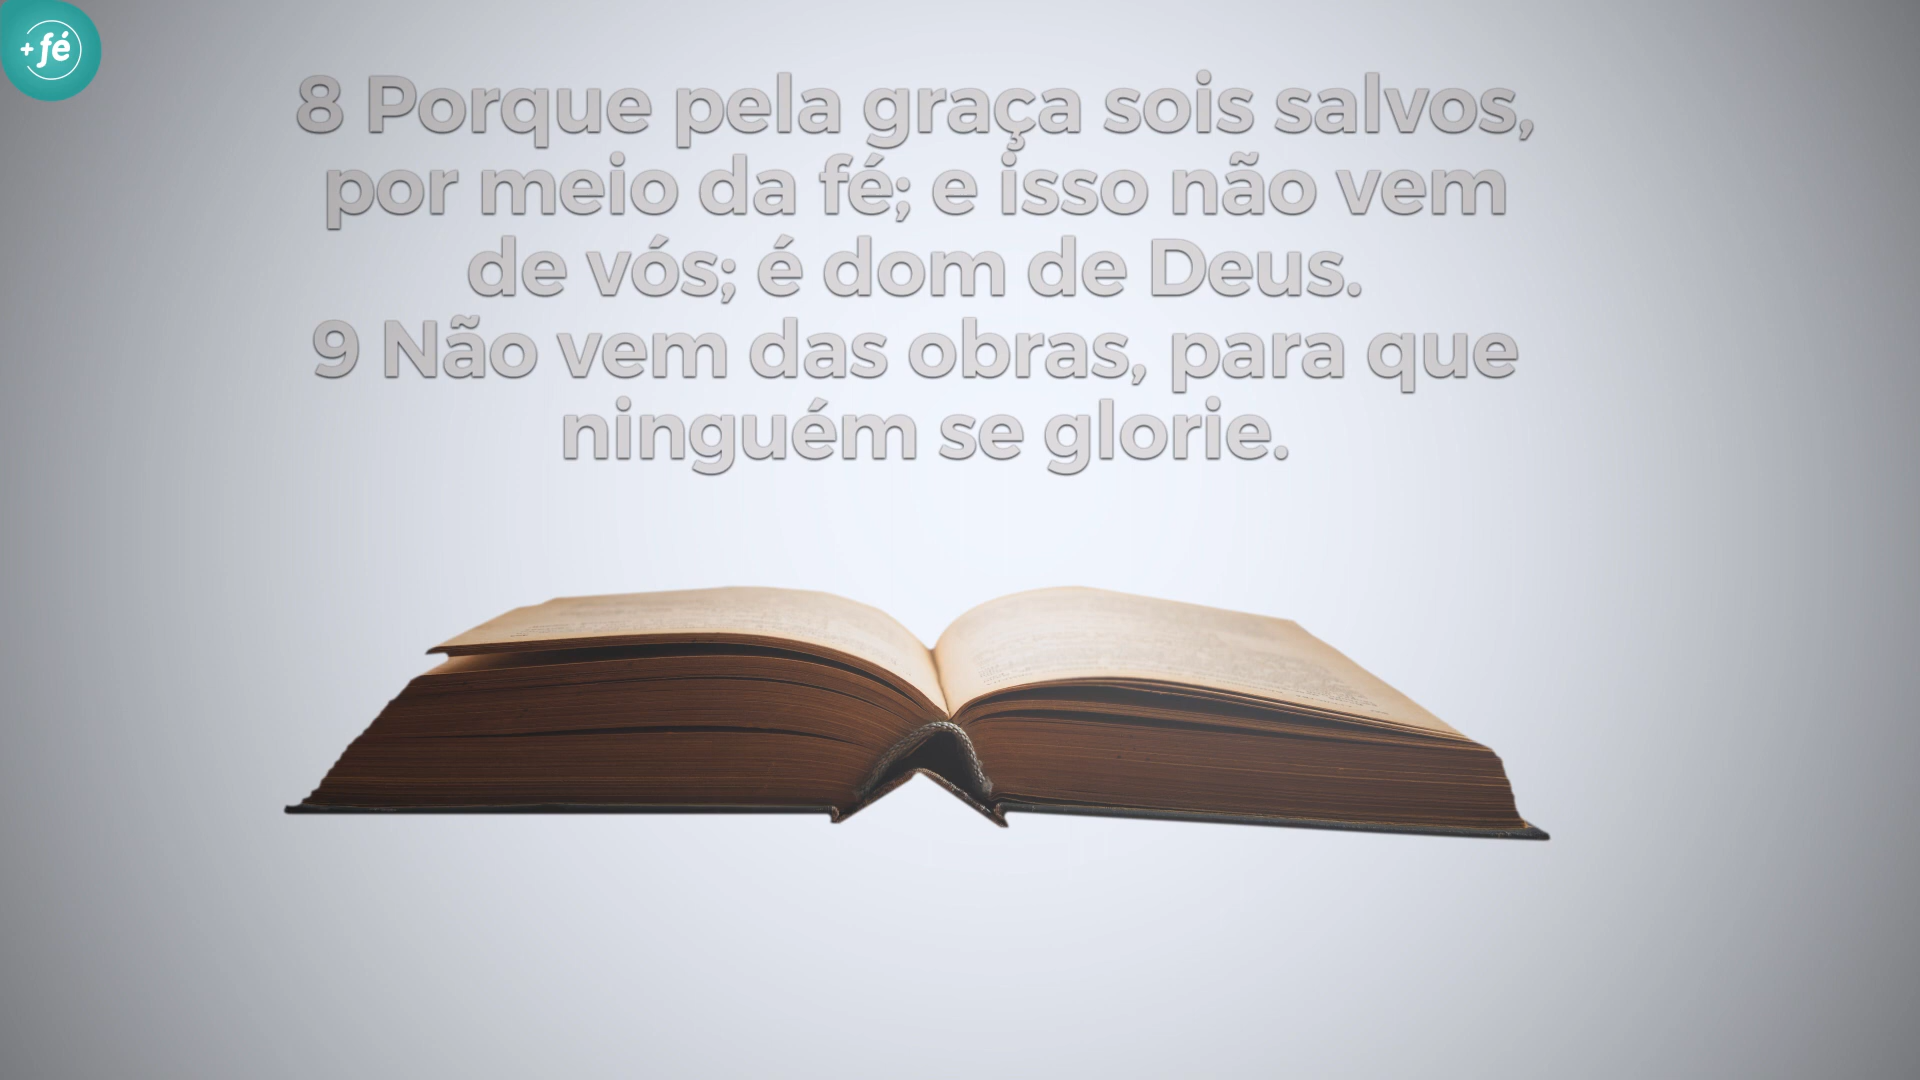 +fé
8 Porque pela graça sois salvos,
por meio da fé; e isso não vem
de vós; é dom de Deus.
9 Não vem das obras, para que
ninguém se glorie.